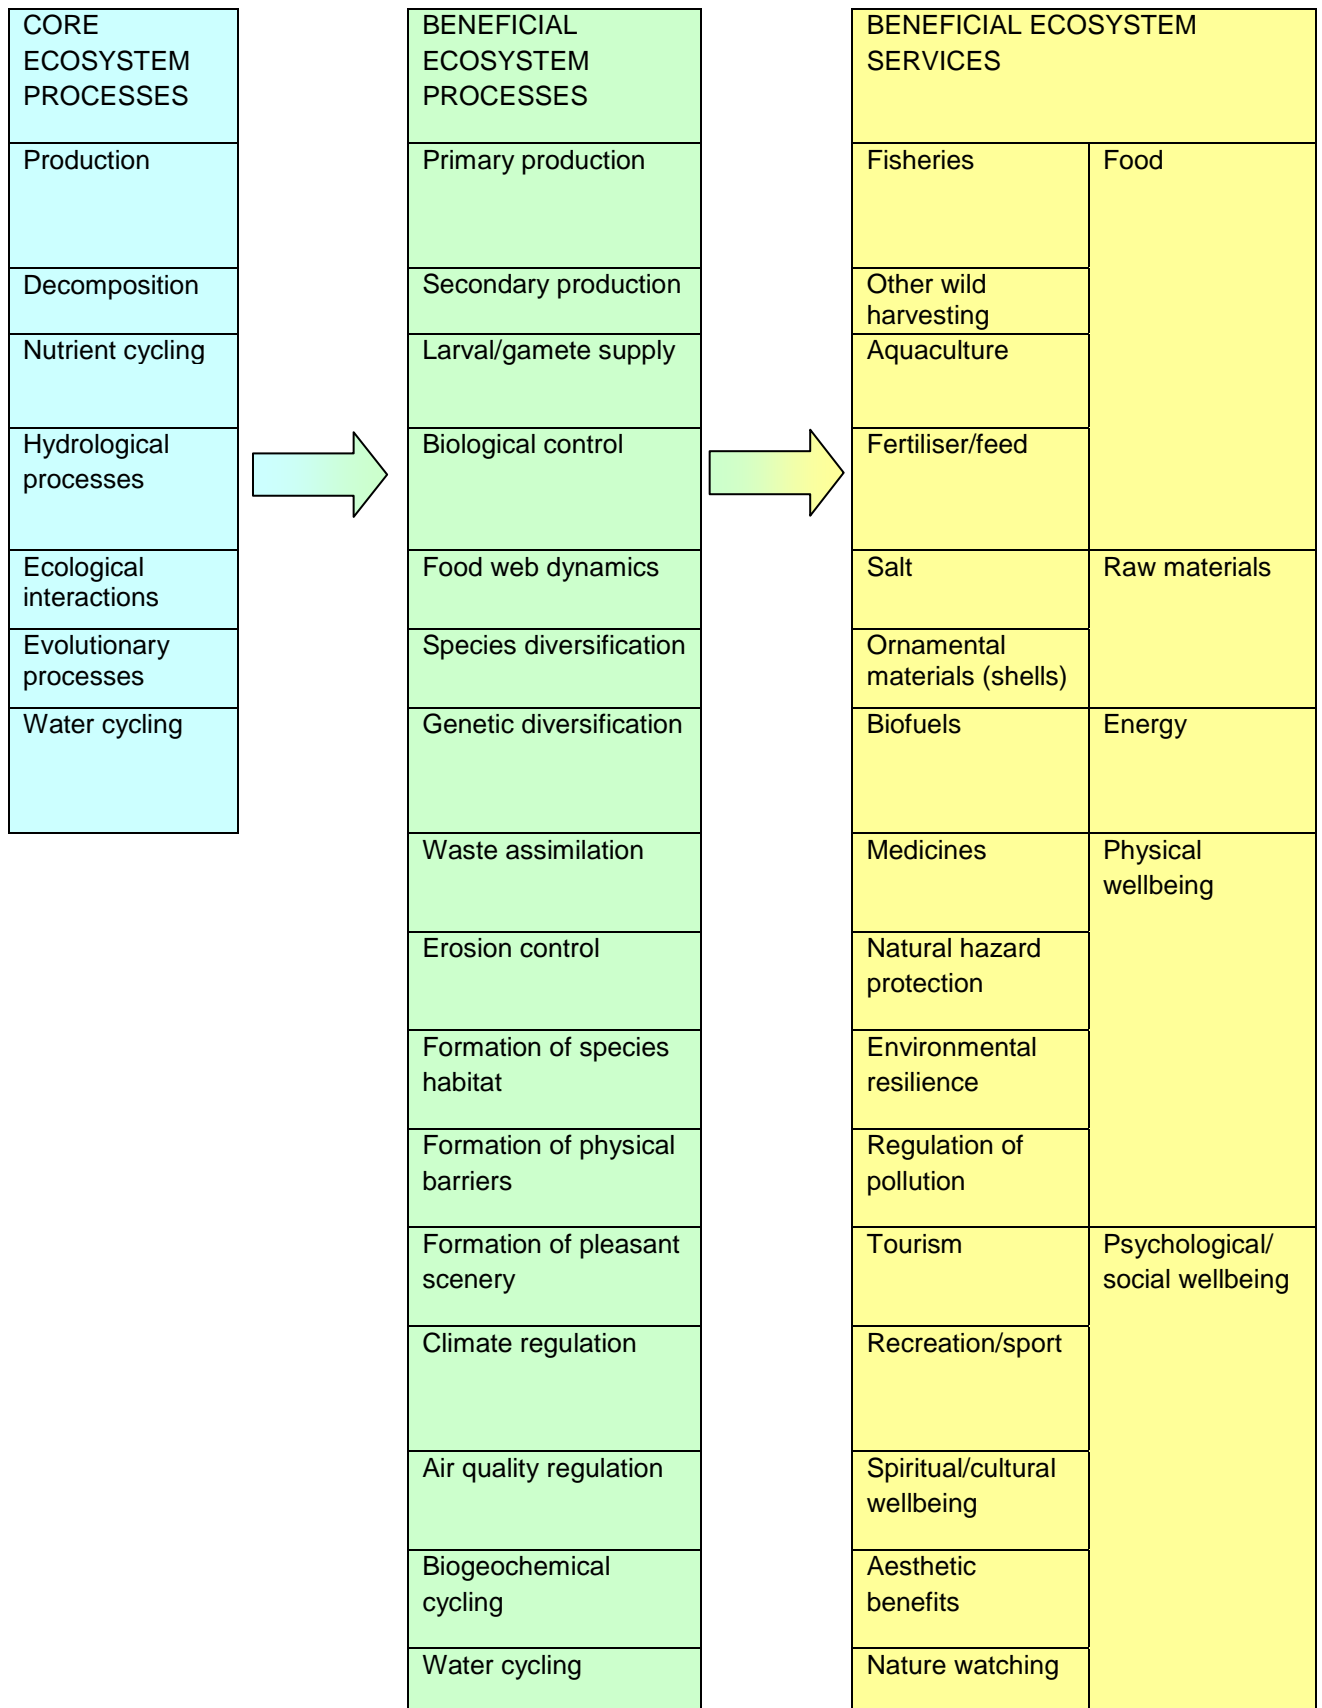 CORE
ECOSYSTEM
PROCESSES
Production
Decomposition
Nutrient cycling
Hydrological
processes
Ecological
interactions
Evolutionary
processes
Water cycling
BENEFICIAL
ECOSYSTEM
PROCESSES
Primary production
Secondary production
Larval/gamete supply
Biological control
Food web dynamics
Species diversification
Genetic diversification
Waste assimilation
Erosion control
Formation of species
habitat
Formation of physical
barriers
Formation of pleasant
scenery
Climate regulation
Air quality regulation
Biogeochemical
cycling
Water cycling
BENEFICIAL ECOSYSTEM
SERVICES
Fisheries
Other wild
harvesting
Aquaculture
Fertiliser/feed
Salt
Ornamental
materials (shells)
Biofuels
Medicines
Natural hazard
protection
Environmental
resilience
Regulation of
pollution
Tourism
Recreation/sport
Spiritual/cultural
wellbeing
Aesthetic
benefits
Nature watching
Food
Raw materials
Energy
Physical
wellbeing
Psychological/
social wellbeing